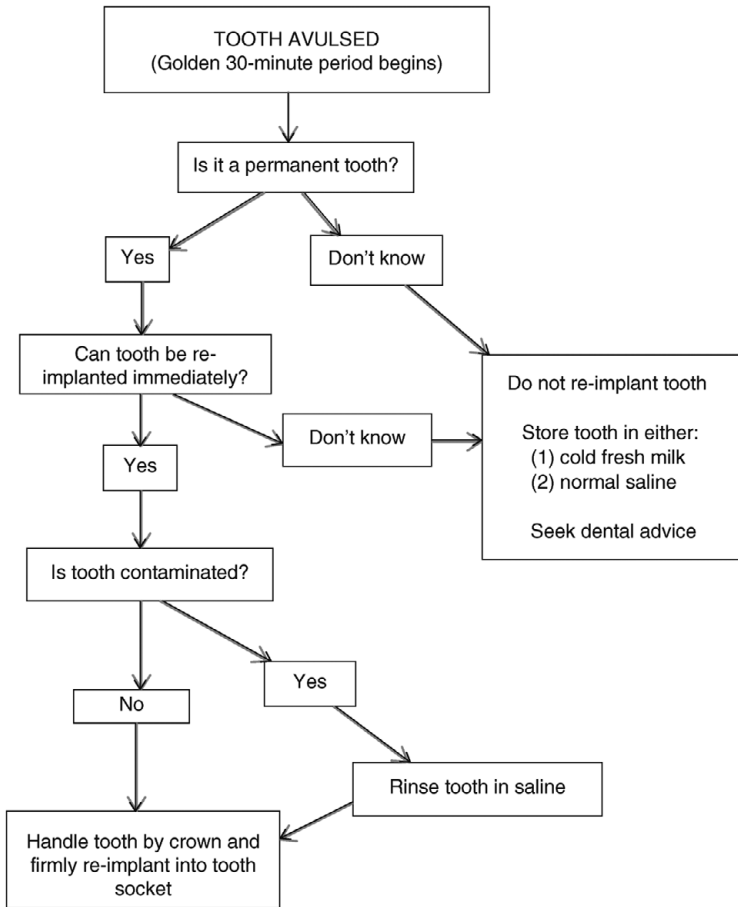 TOOTH AVULSED
(Golden 30-minute period begins)
Is it a permanent tooth?
Yes
Don't know
Can tooth be re-
implanted immediately?
Do not re-implant tooth
Store tooth in either:
(1) cold fresh milk
(2) normal saline
Seek dental advice
Don't know
Yes
Is tooth contaminated?
Yes
No
Rinse tooth in saline
Handle tooth by crown and
firmly re-implant into tooth
socket